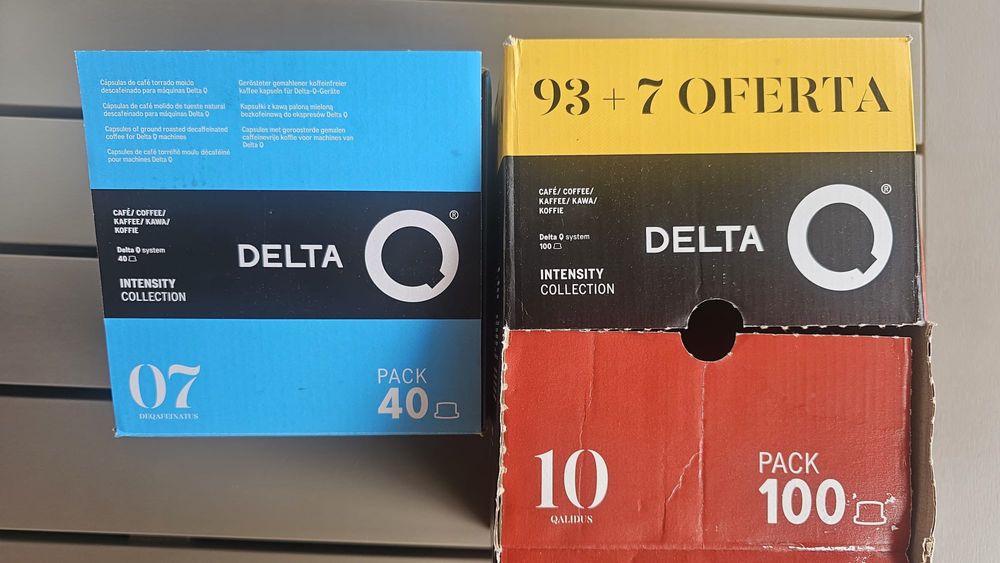 Cápsulas de café torrado moído
descafeinado para máquinas Delta Q
Cápsulas de café molido de tueste natural
descafeinado para máquinas Delta Q
Capsules of ground roasted decaffeinated
coffee for Delta Q machines
Capsules de café torréfié moulu décaféiné
pour machines Delta Q
Gerösteter gemahlener koffeinfreier
kaffee kapseln für Delta-Q-Geräte
Kapsułki z kawą paloną mieloną
bezkofeinową do ekspresów Delta Q
Capsules met geroosterde gemalen
caffeïnevrije koffie voor machines van
Delta Q
CAFÉ/ COFFEE/
KAFFEE/ KAWA/
KOFFIE
Delta Q system
40
INTENSITY
COLLECTION
DELTA Q®
07
DEQAFEINATUS
PACK
40
93 + 7 OFERTA
CAFÉ/ COFFEE/
KAFFEE/ KAWA/
KOFFIE
Delta Q system
100
INTENSITY
COLLECTION
DELTA Q®
10
QALIDUS
PACK
100